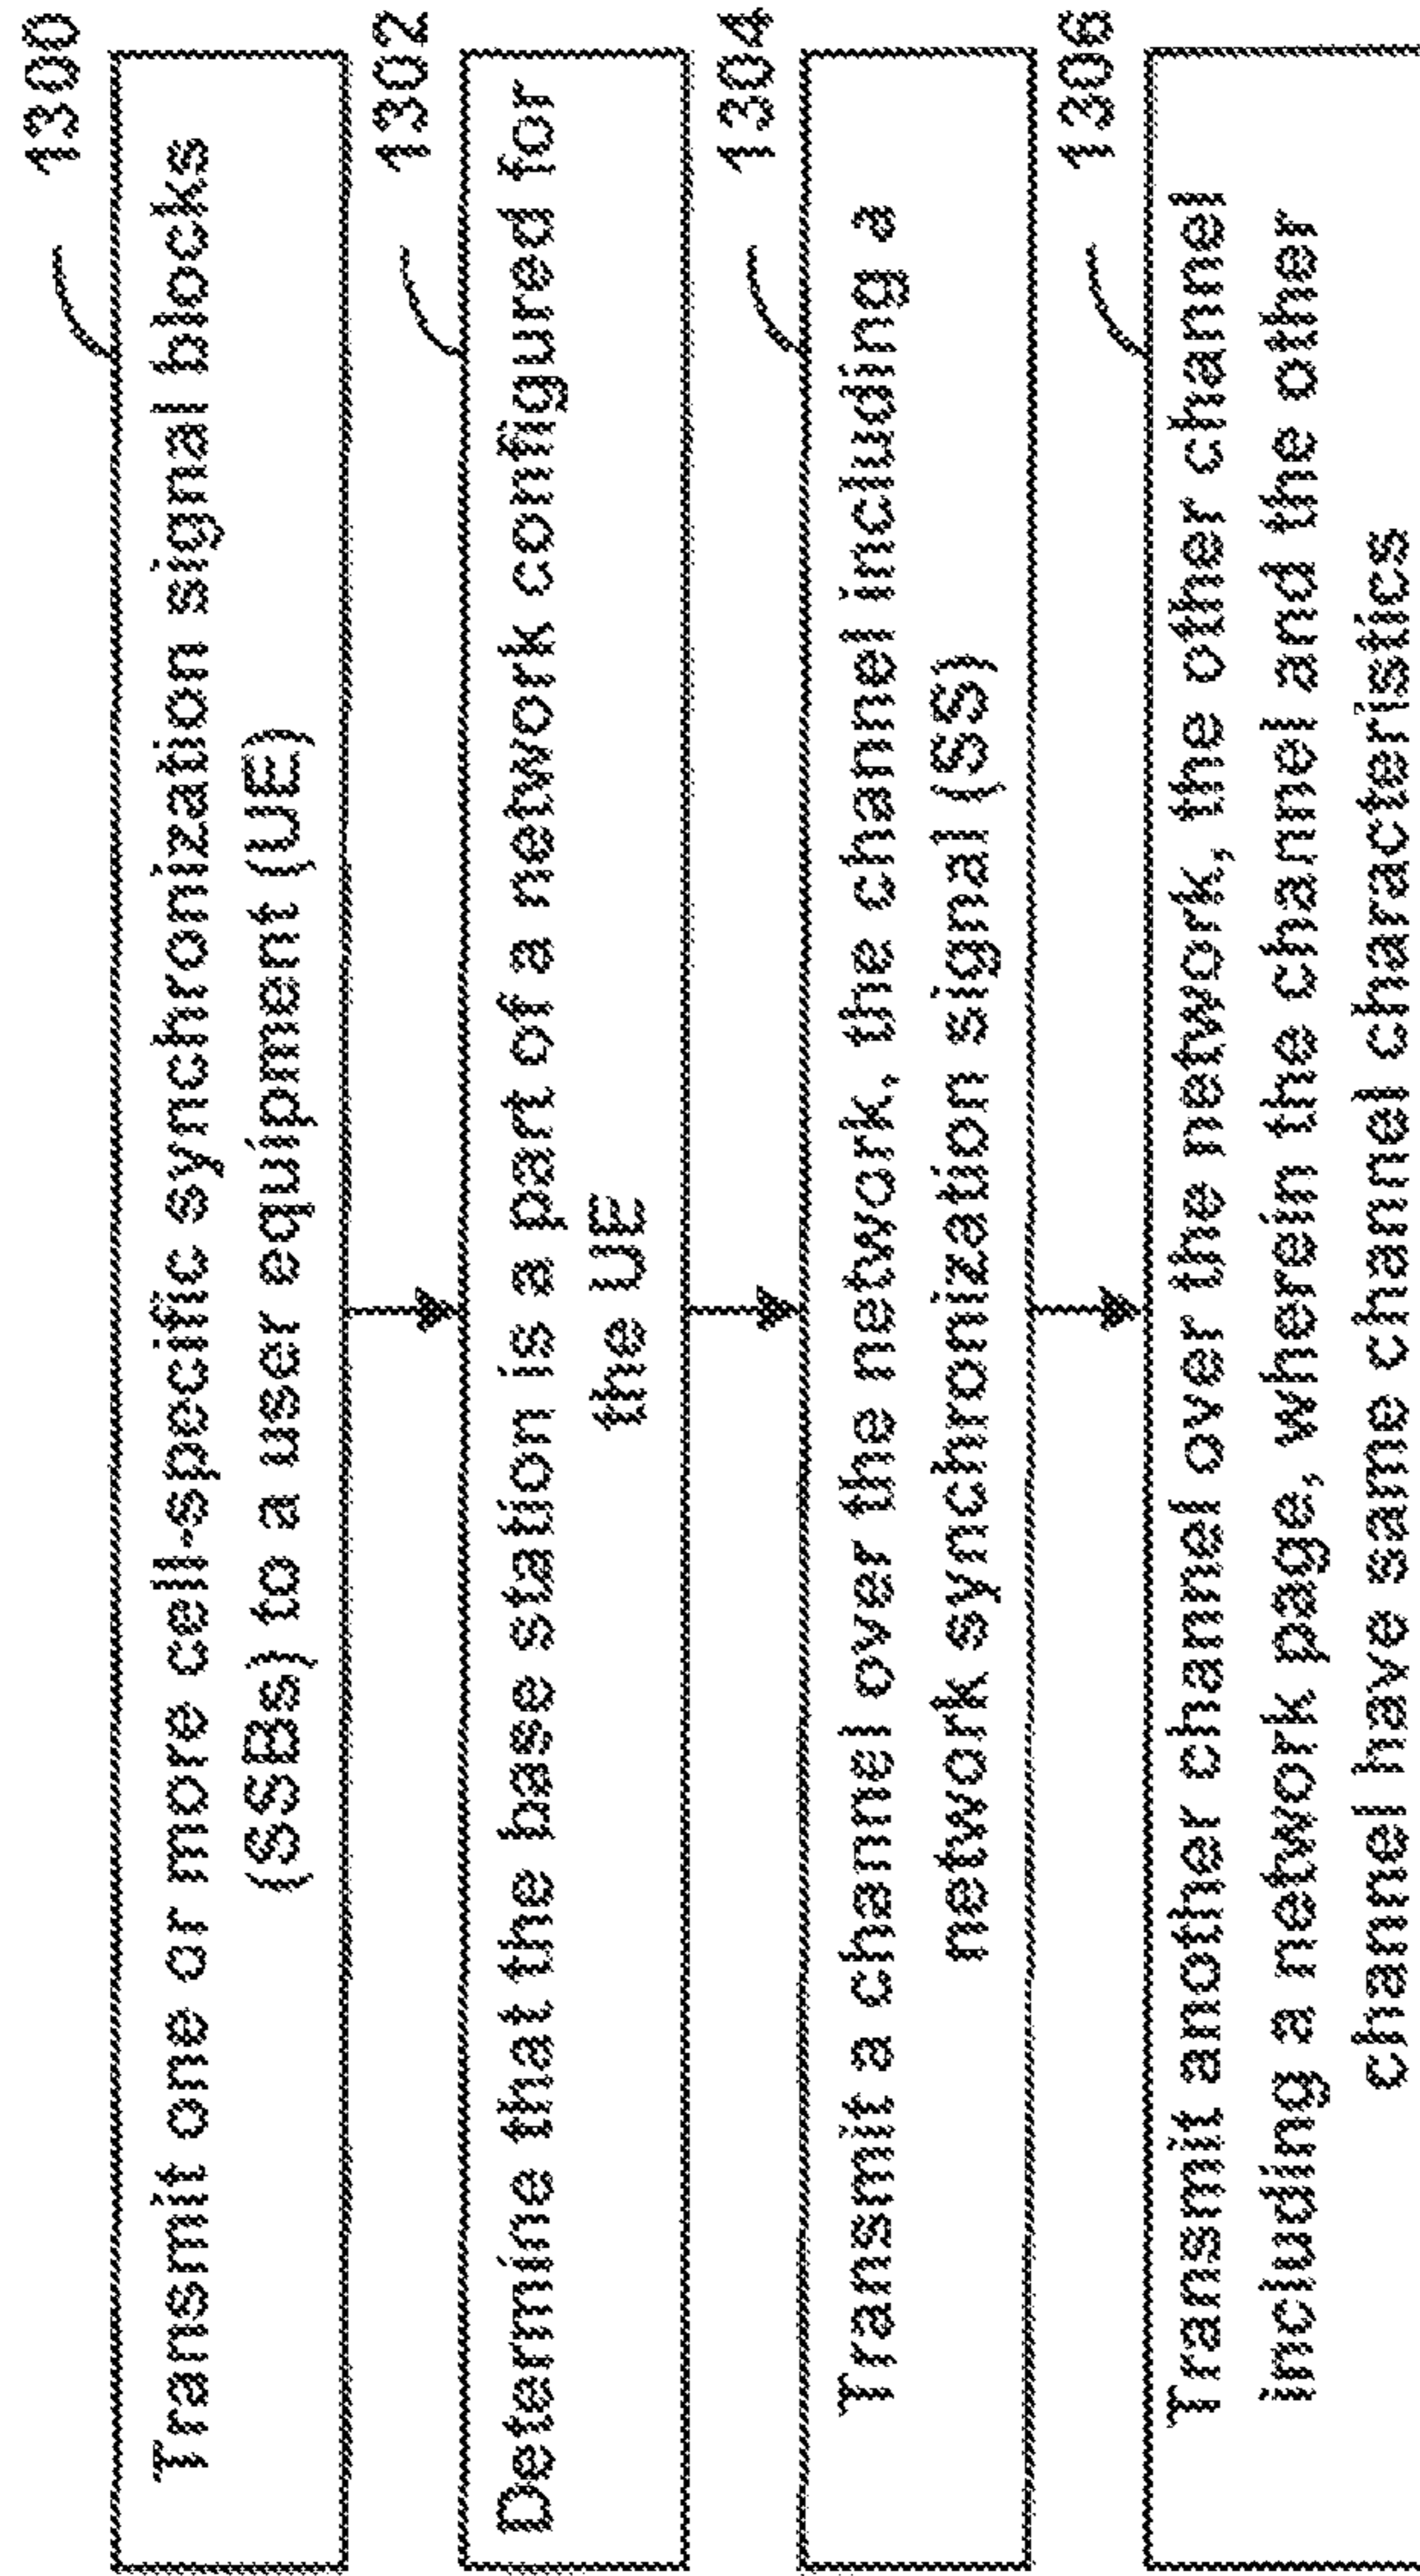 1300
Transmit one or more cell-specific synchronization signal blocks
(SSBs) to a user equipment (UE)
1302
Determine that the base station is a part of a network configured for
the UE
1304
Transmit a channel over the network, the channel including a
network synchronization signal (SS)
1306
Transmit another channel over the network, the other channel
including a network page, wherein the channel and the other
channel have same channel characteristics